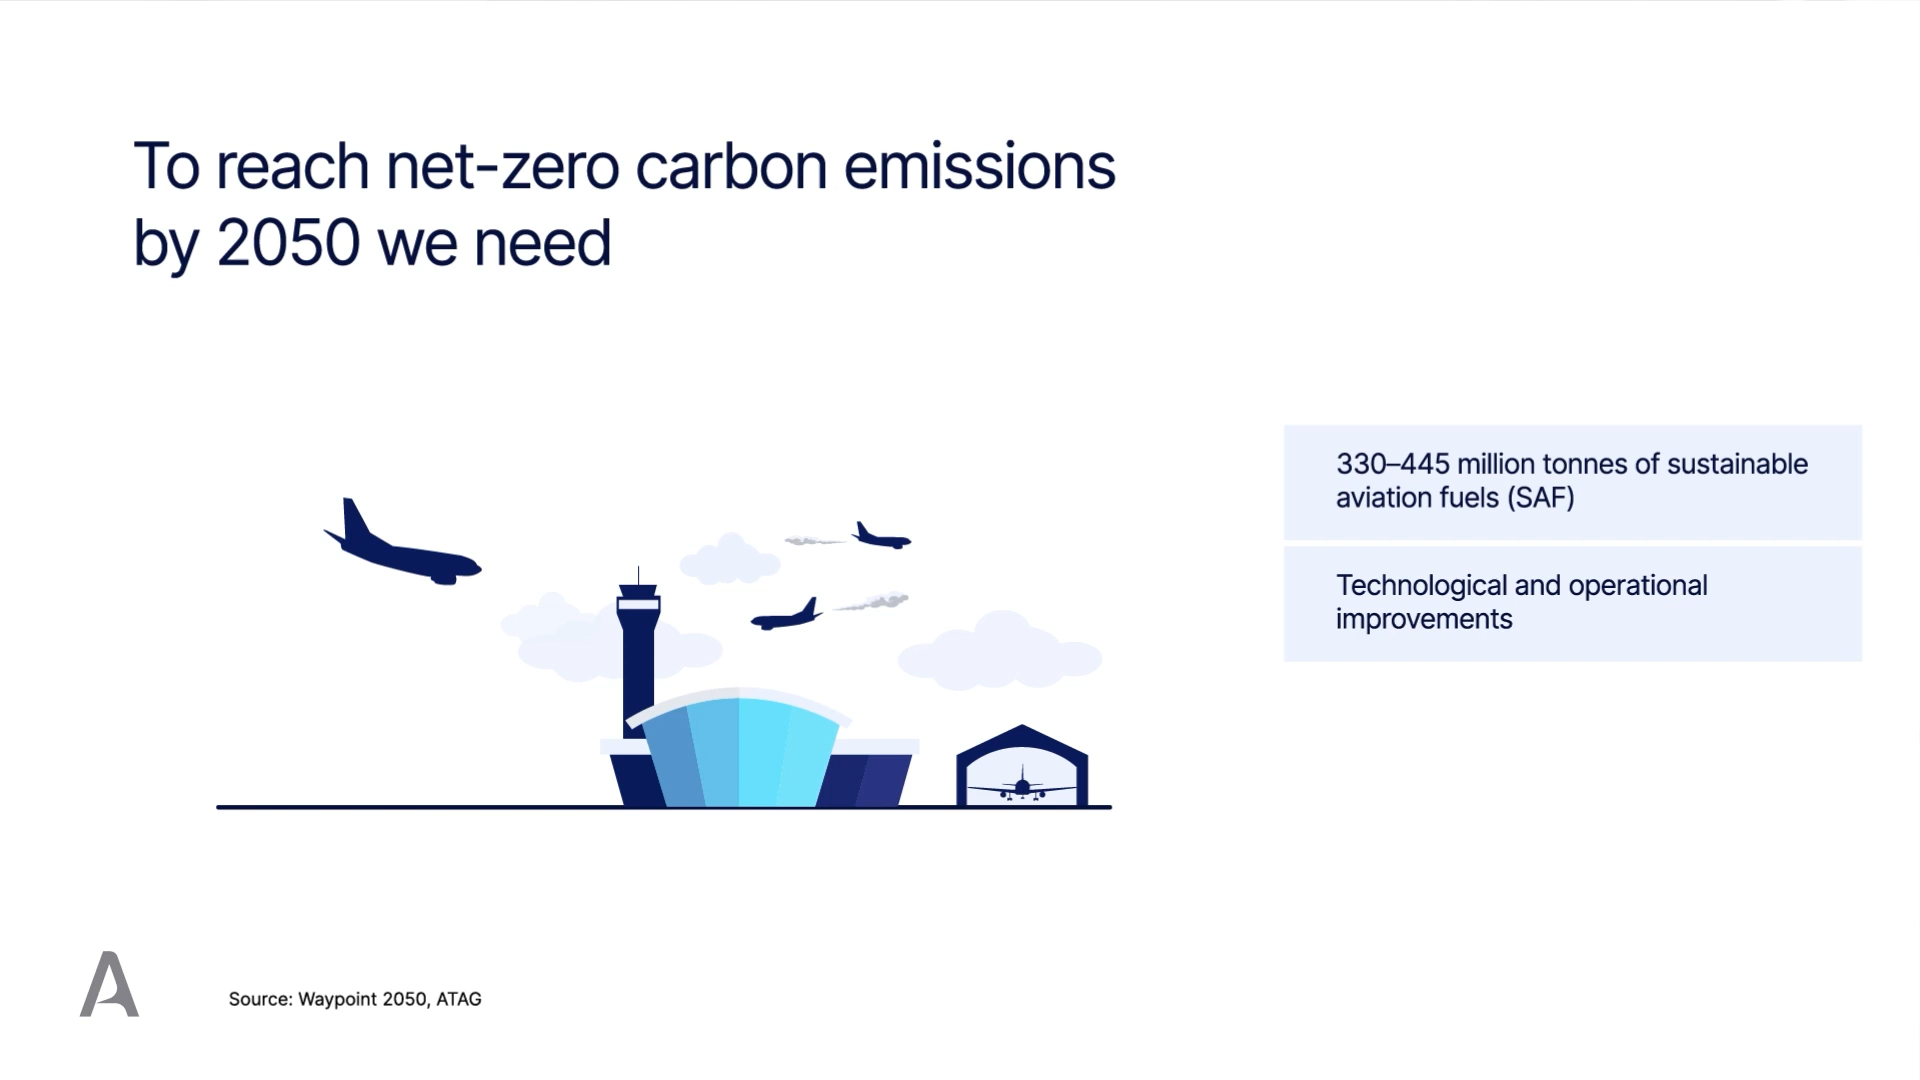 To reach net-zero carbon emissions
by 2050 we need
330–445 million tonnes of sustainable
aviation fuels (SAF)
Technological and operational
improvements
Source: Waypoint 2050, ATAG